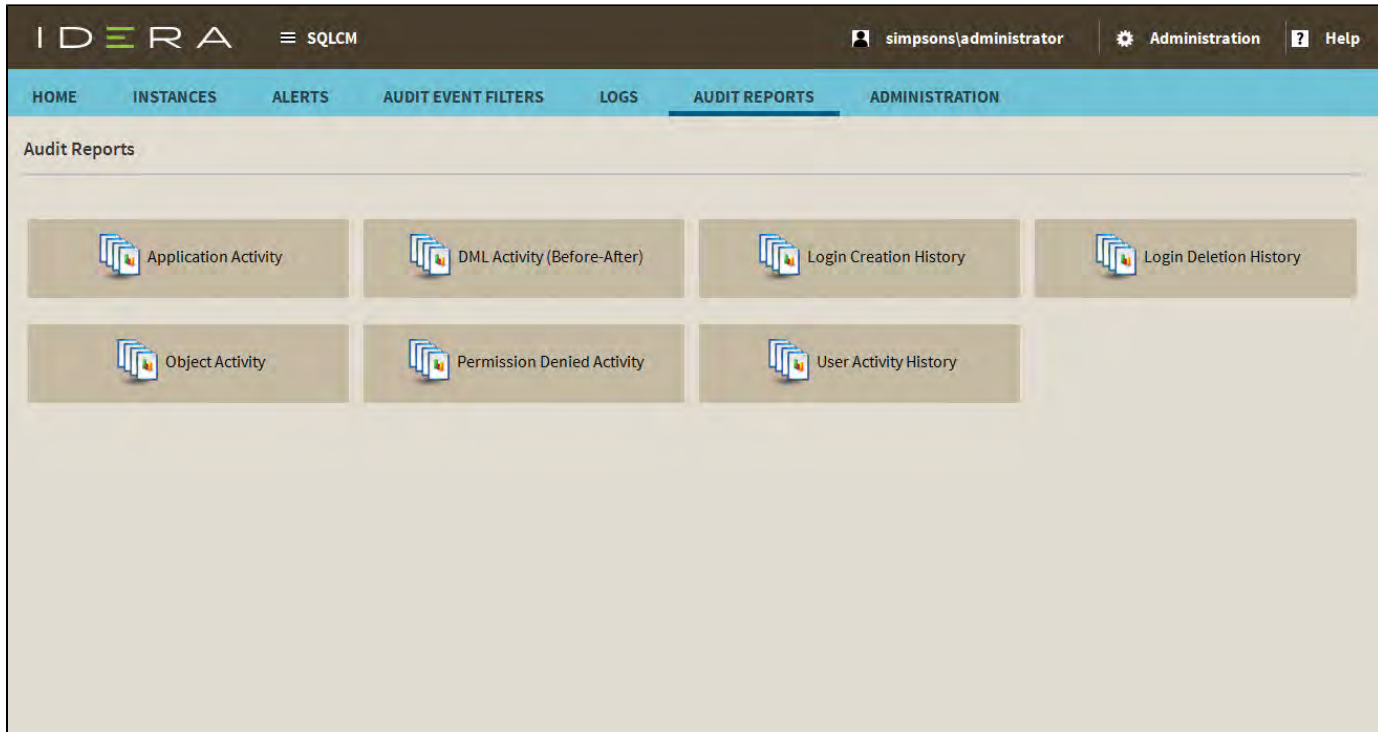 IDERA SQLCM simpsons\administrator Administration ? Help
HOME INSTANCES ALERTS AUDIT EVENT FILTERS LOGS AUDIT REPORTS ADMINISTRATION
Audit Reports
Application Activity DML Activity (Before-After) Login Creation History Login Deletion History
Object Activity Permission Denied Activity User Activity History